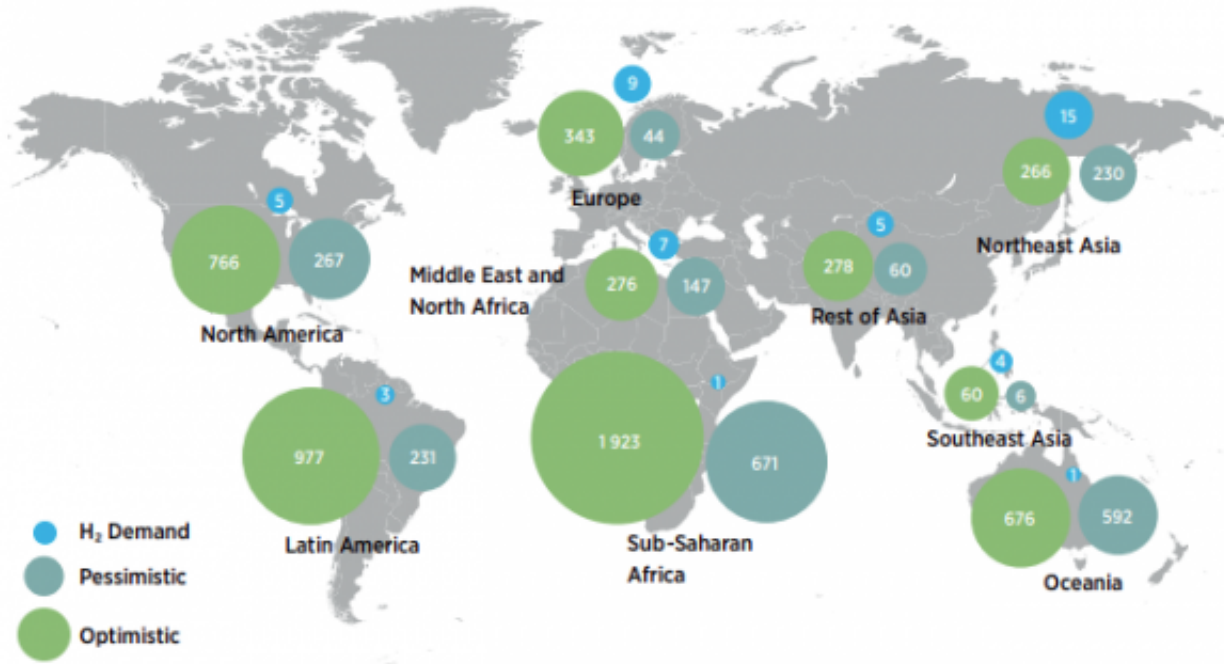 9
343
44
Europe
15
266
230
Northeast Asia
5
766
267
North America
7
Middle East and
North Africa
276
147
5
278
60
Rest of Asia
3
977
231
Latin America
1
1 923
671
Sub-Saharan
Africa
4
60
6
Southeast Asia
1
676
592
Oceania
H₂ Demand
Pessimistic
Optimistic